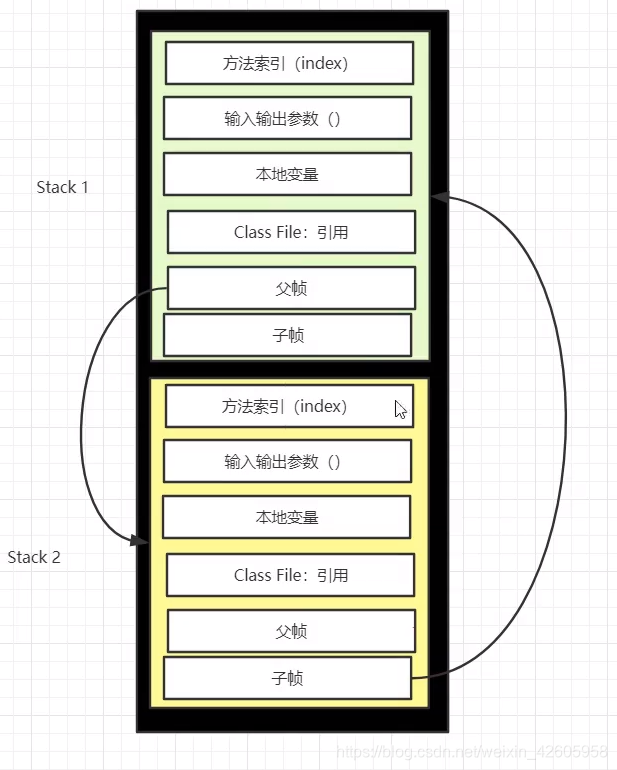 方法索引（index）
输入输出参数（）
本地变量
Stack 1
Class File：引用
父帧
子帧
方法索引（index）
输入输出参数（）
本地变量
Stack 2
Class File：引用
父帧
子帧
https://blog.csdn.net/weixin_42605958